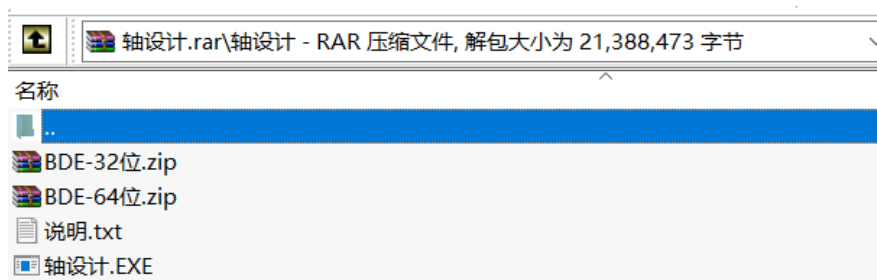 轴设计.rar\轴设计 - RAR 压缩文件, 解包大小为 21,388,473 字节
名称
..
BDE-32位.zip
BDE-64位.zip
说明.txt
轴设计.EXE